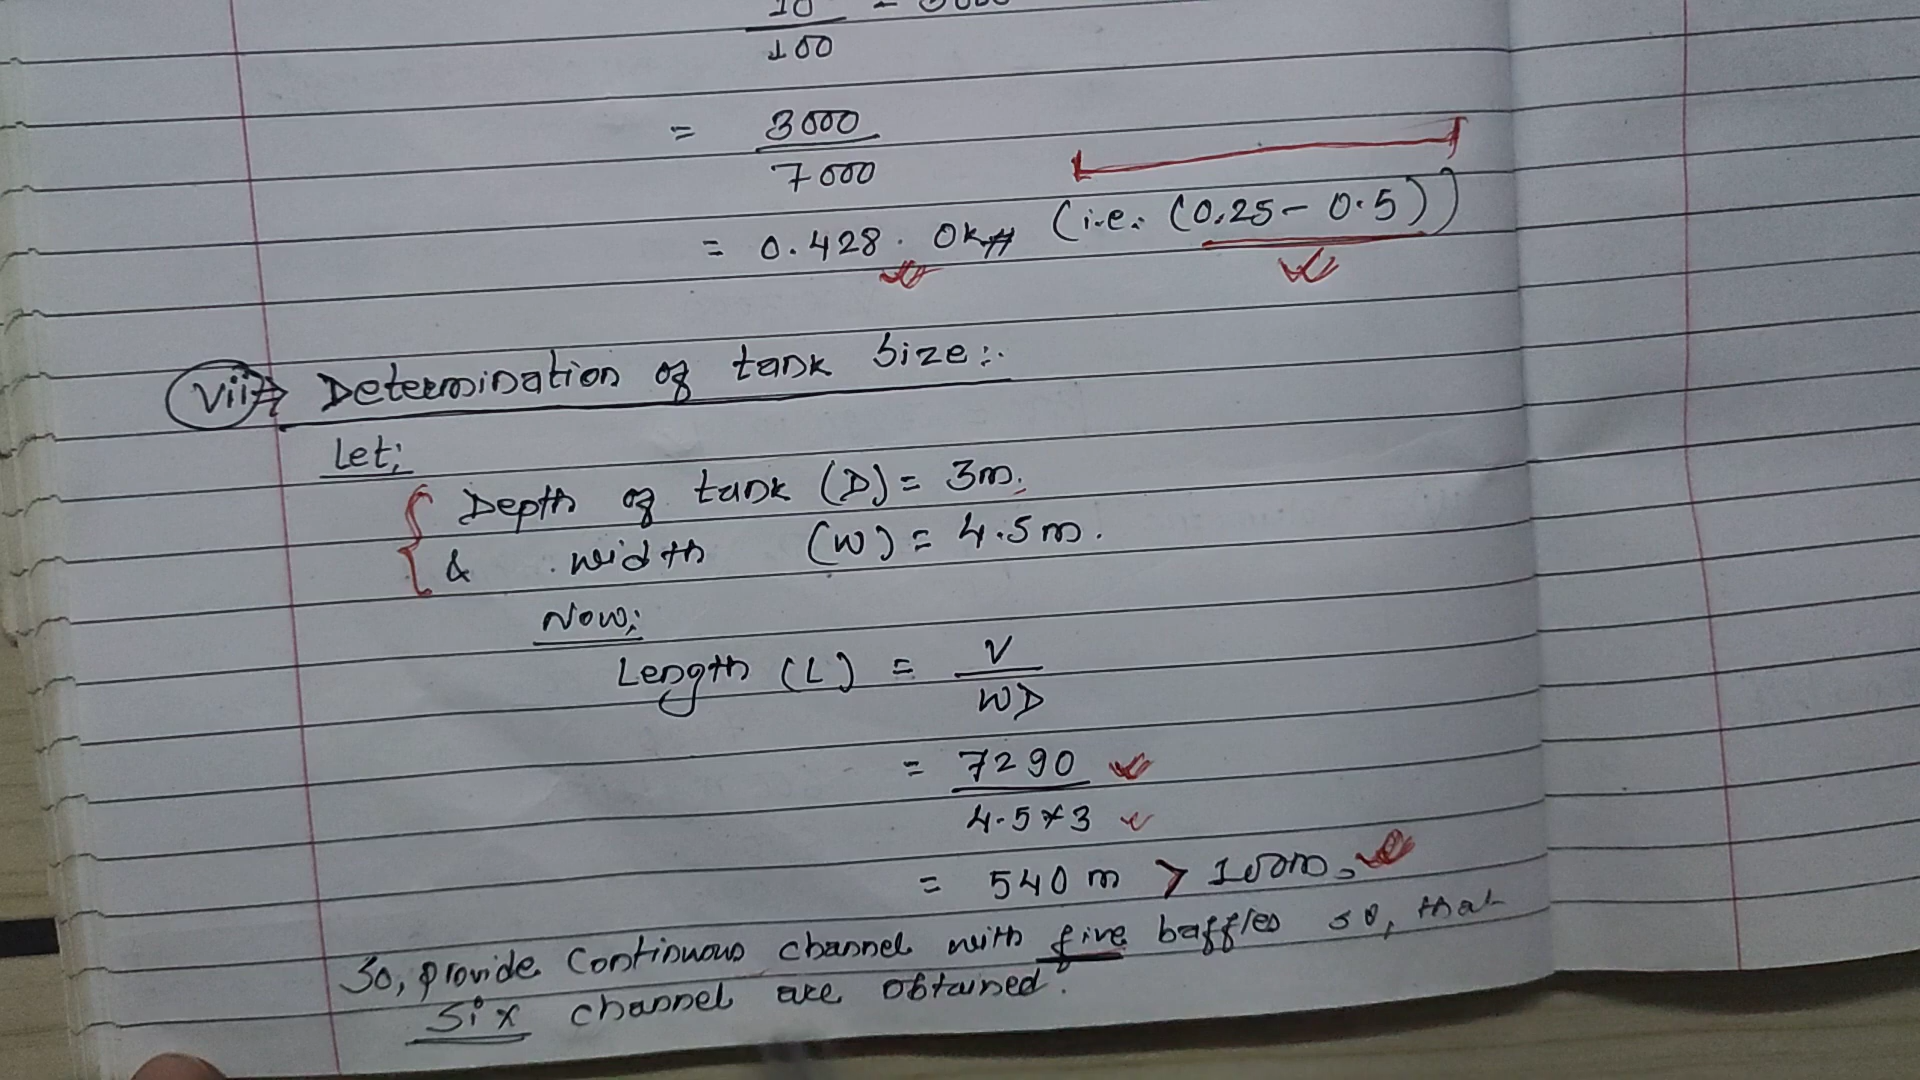 10
100
= 3000
7000
= 0.428. Ok (i.e. (0.25 - 0.5))
vii Determination of tank Size:-
Let;
Depth of tank (D) = 3m.
& width (W) = 4.5m.
Now;
Length (L) = V
WD
= 7290
4.5*3
= 540 m > 100m.
So, provide Continuous channel with five baffles so, that
Six channel are obtained.